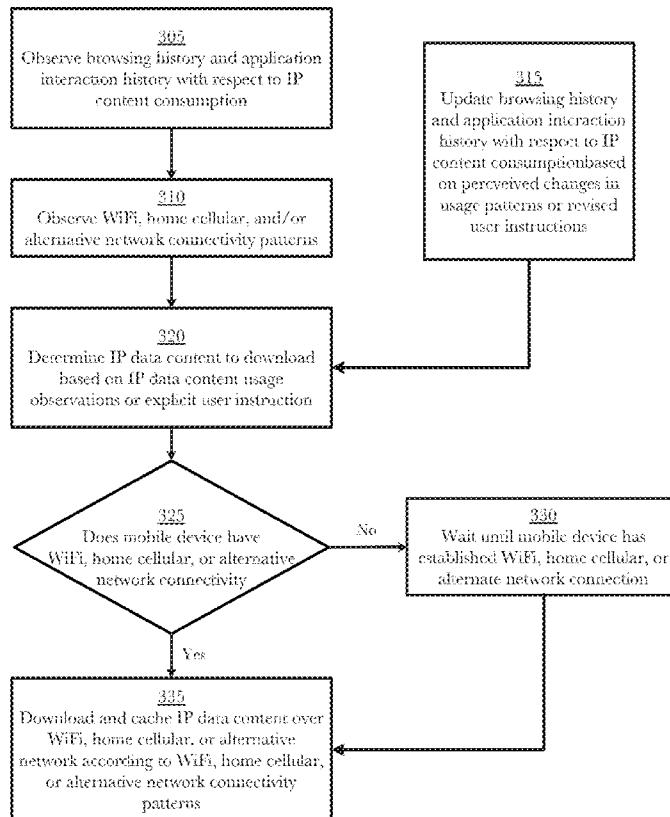 305
Observe browsing history and application
interaction history with respect to IP
content consumption
315
Update browsing history
and application interaction
history with respect to IP
content consumptionbased
on perceveived changes in
usage patterns or revised
user instructions
310
Observe WiFi, home cellular, and/or
alternative network connectivity patterns
320
Determine IP data content to download
based on IP data content usage
observations or explicit user instruction
325
Does mobile device have
WiFi, home cellular, or alternative
network connectivity
No
330
Wait until mobile device has
established WiFi, home cellular, or
alternate network connection
Yes
335
Download and cache IP data content over
WiFi, home cellular, or alternative
network according to WiFi, home cellular,
or alternative network connectivity
patterns